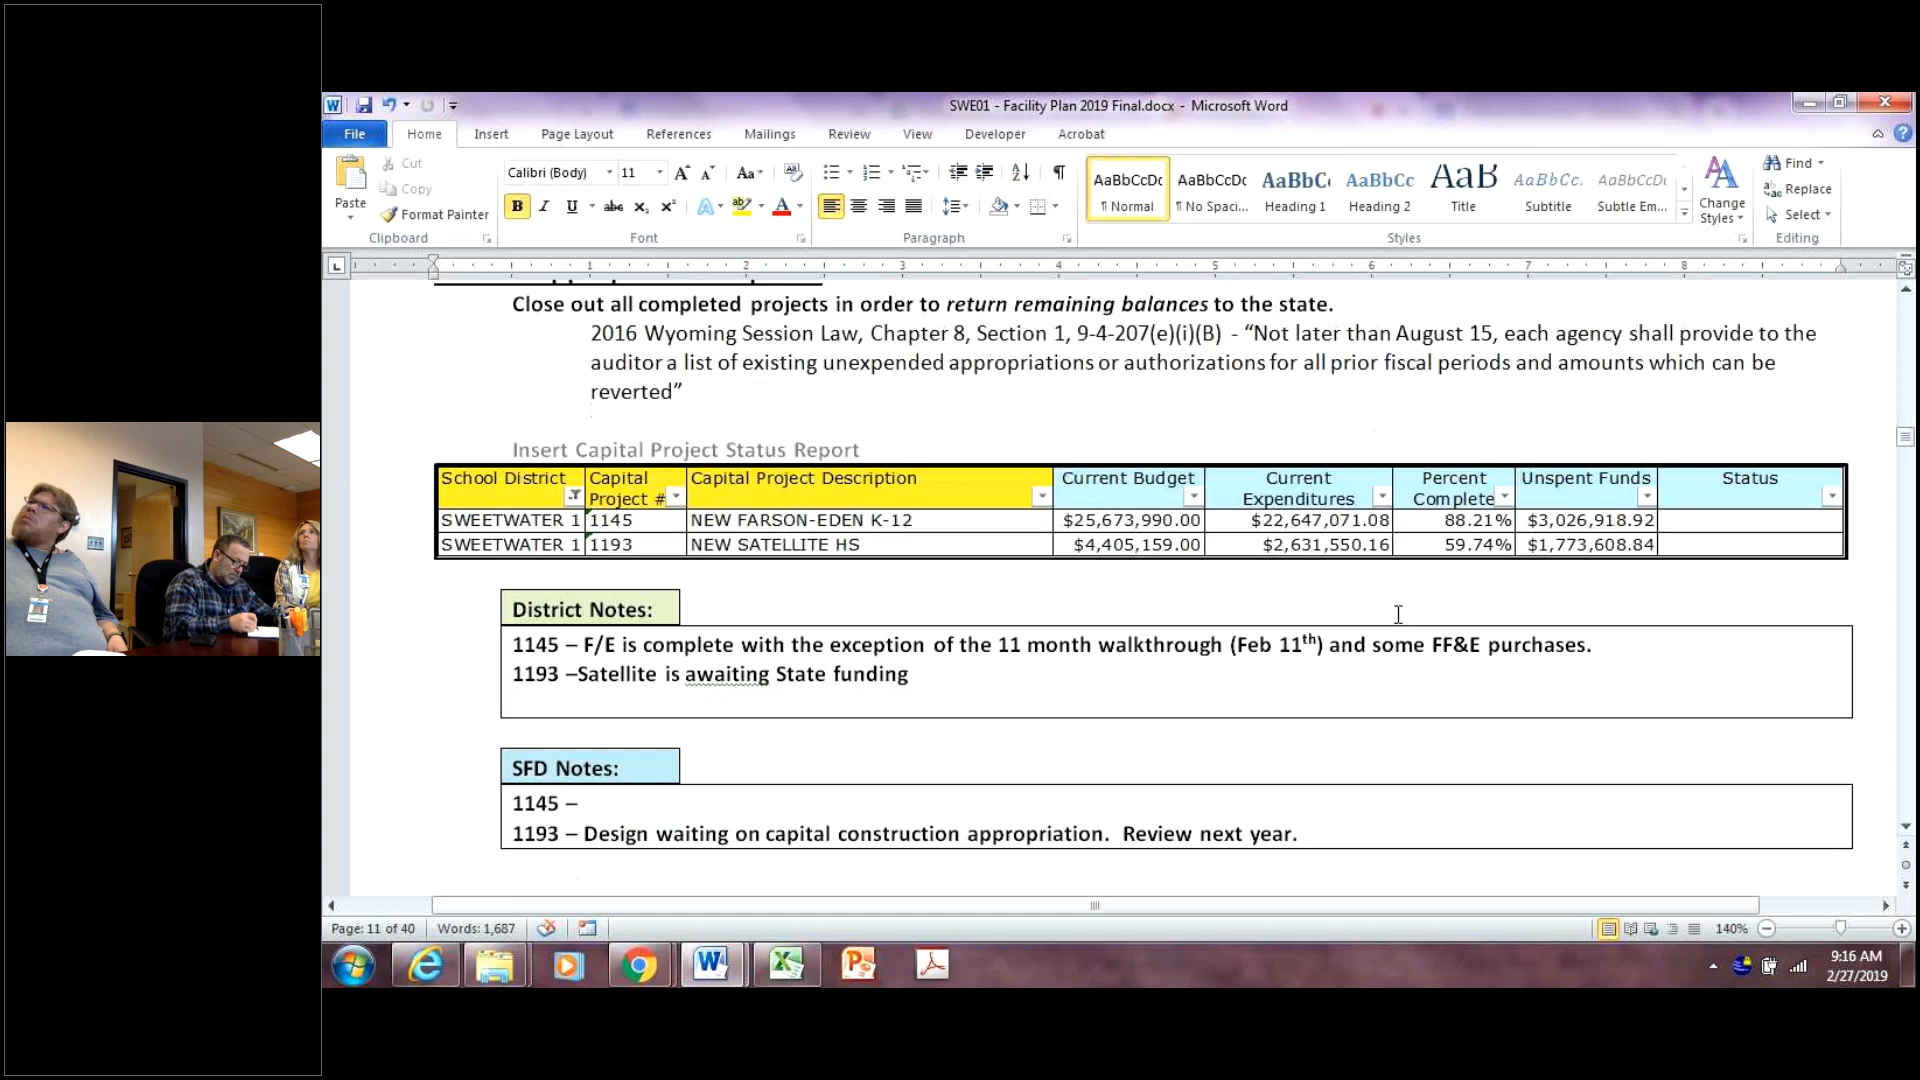 SWE01 - Facility Plan 2019 Final.docx - Microsoft Word
File Home Insert Page Layout References Mailings Review View Developer Acrobat
Paste
Cut
Copy
Format Painter
Clipboard
Calibri (Body) 11
Font
Paragraph
AaBbCcDc AaBbCcDc AaBbC AaBbCc AaB AaBbCc. AaBbCcDc
¶ Normal ¶ No Spaci... Heading 1 Heading 2 Title Subtitle Subtle Em...
Change Styles
Styles
Find
Replace
Select
Editing
1 2 3 4 5 6 7 8
Close out all completed projects in order to return remaining balances to the state.
2016 Wyoming Session Law, Chapter 8, Section 1, 9-4-207(e)(i)(B) - “Not later than August 15, each agency shall provide to the
auditor a list of existing unexpended appropriations or authorizations for all prior fiscal periods and amounts which can be
reverted”
Insert Capital Project Status Report
School District Capital Project # Capital Project Description Current Budget Current Expenditures Percent Complete Unspent Funds Status
SWEETWATER 1 1145 NEW FARSON-EDEN K-12 $25,673,990.00 $22,647,071.08 88.21% $3,026,918.92
SWEETWATER 1 1193 NEW SATELLITE HS $4,405,159.00 $2,631,550.16 59.74% $1,773,608.84
District Notes:
1145 – F/E is complete with the exception of the 11 month walkthrough (Feb 11th) and some FF&E purchases.
1193 –Satellite is awaiting State funding
SFD Notes:
1145 –
1193 – Design waiting on capital construction appropriation. Review next year.
Page: 11 of 40 Words: 1,687 140%
9:16 AM
2/27/2019